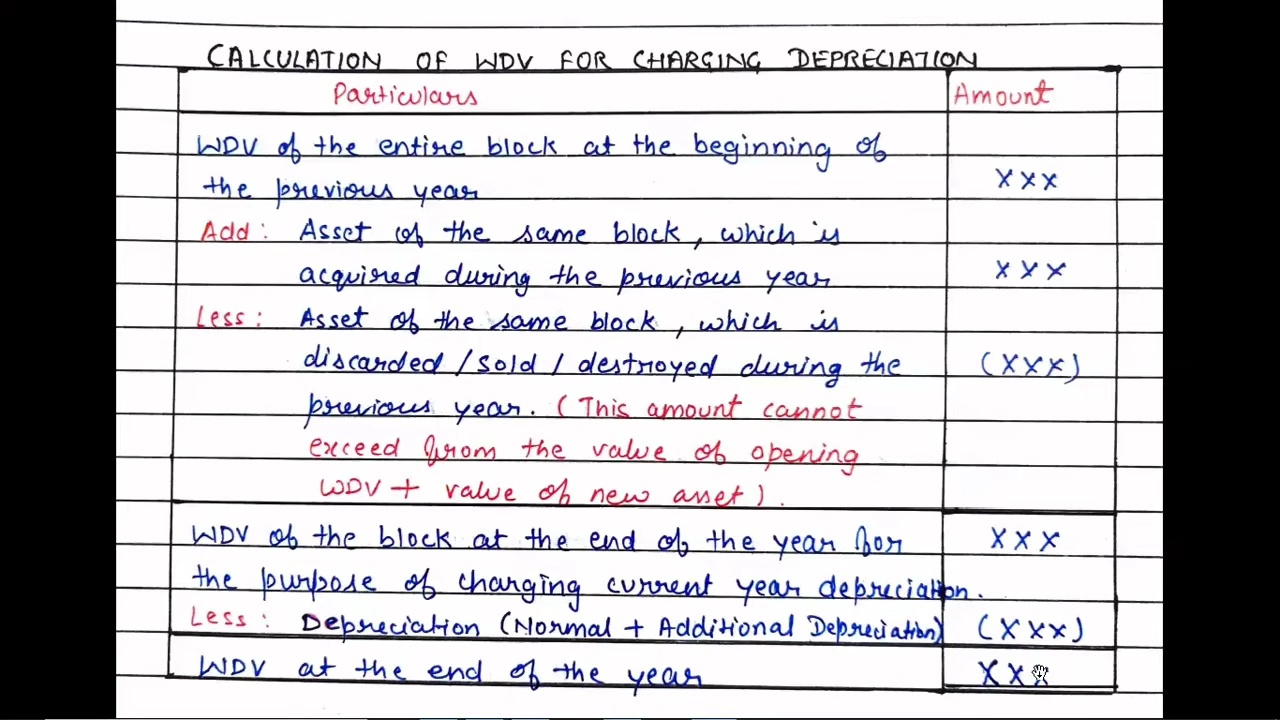 CALCULATION OF WDV FOR CHARGING DEPRECIATION
Particulars Amount
WDV of the entire block at the beginning of
the previous year XXX
Add: Asset of the same block, which is
acquired during the previous year XXX
Less: Asset of the same block, which is
discarded / sold / destroyed during the (XXX)
previous year. (This amount cannot
exceed from the value of opening
WDV + value of new asset).
WDV of the block at the end of the year for XXX
the purpose of charging current year depreciation.
Less: Depreciation (Normal + Additional Depreciation) (XXX)
WDV at the end of the year XXX